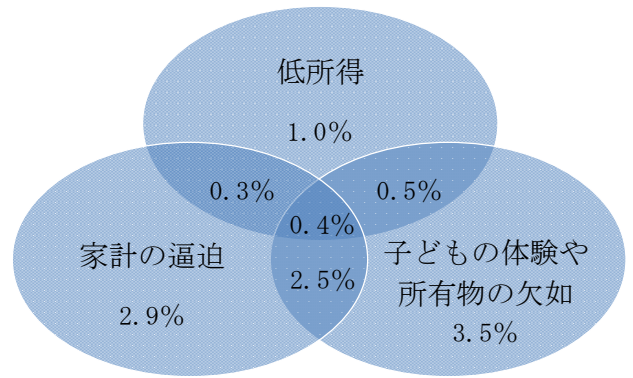 低所得
1.0%
0.3%
0.5%
0.4%
家計の逼迫
2.9%
2.5%
子どもの体験や
所有物の欠如
3.5%